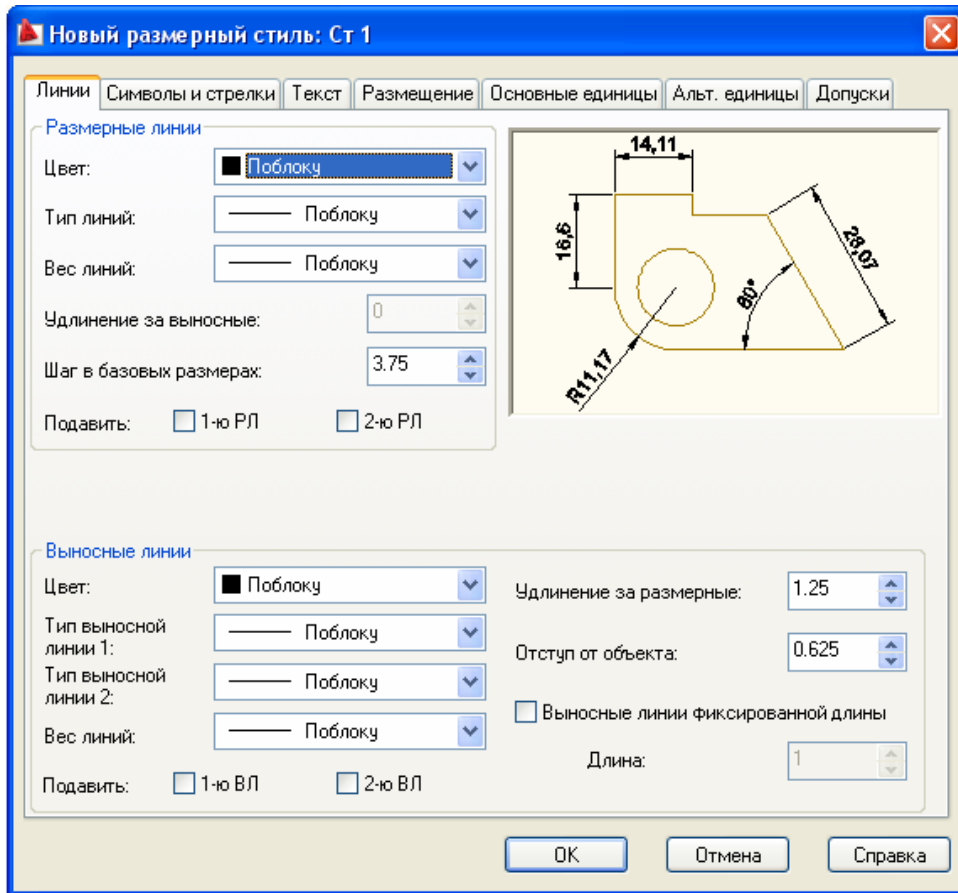 Новый размерный стиль: Ст 1
Линии Символы и стрелки Текст Размещение Основные единицы Альт. единицы Допуски
Размерные линии
Цвет: Поблоку
Тип линий: Поблоку
Вес линий: Поблоку
Удлинение за выносные: 0
Шаг в базовых размерах: 3.75
Подавить: 1-ю РЛ 2-ю РЛ
14,11
16,6
28,07
60°
R11,17
Выносные линии
Цвет: Поблоку
Тип выносной
линии 1: Поблоку
Тип выносной
линии 2: Поблоку
Вес линий: Поблоку
Подавить: 1-ю ВЛ 2-ю ВЛ
Удлинение за размерные: 1.25
Отступ от объекта: 0.625
Выносные линии фиксированной длины
Длина: 1
ОК Отмена Справка